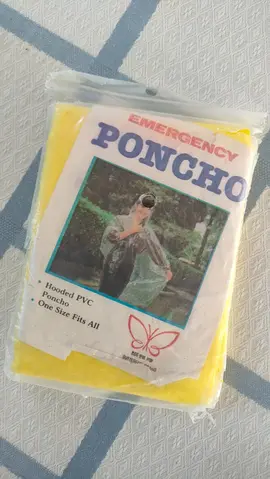 EMERGENCY
PONCHO
• Hooded PVC
Poncho
• One Size Fits All